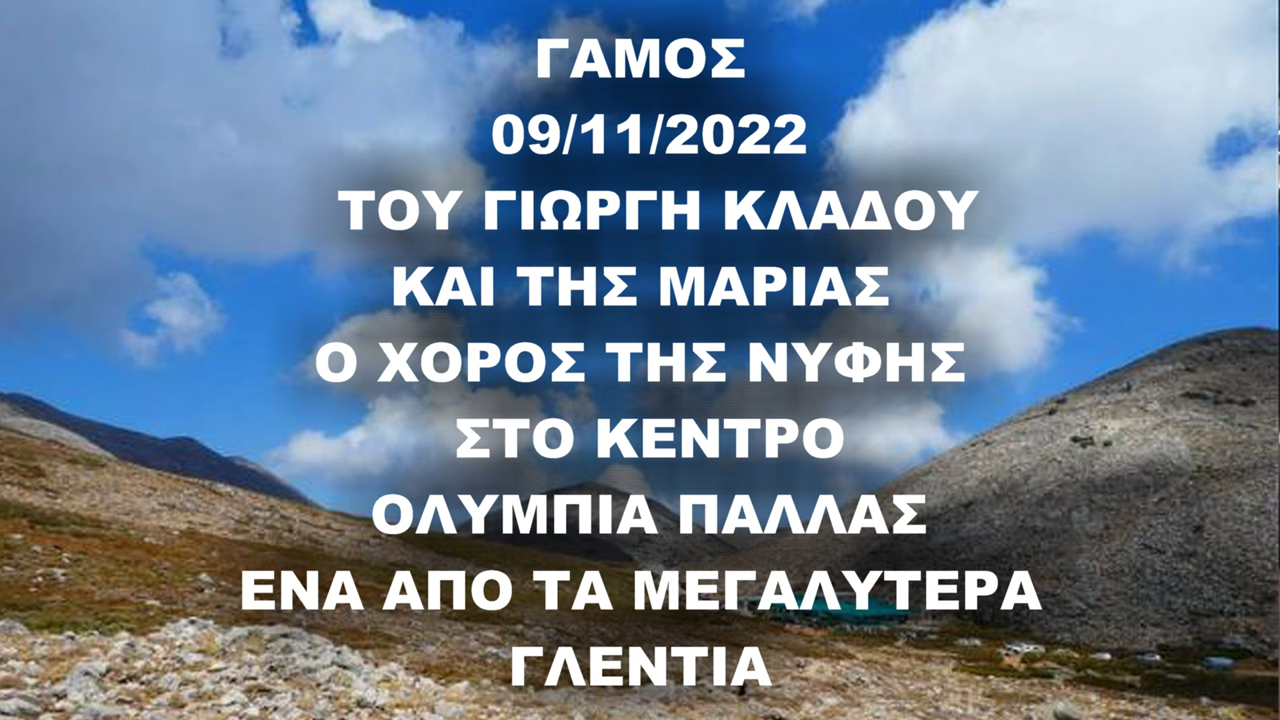 ΓΑΜΟΣ
09/11/2022
ΤΟΥ ΓΙΩΡΓΗ ΚΛΑΔΟΥ
ΚΑΙ ΤΗΣ ΜΑΡΙΑΣ
Ο ΧΟΡΟΣ ΤΗΣ ΝΥΦΗΣ
ΣΤΟ ΚΕΝΤΡΟ
ΟΛΥΜΠΙΑ ΠΑΛΛΑΣ
ΕΝΑ ΑΠΟ ΤΑ ΜΕΓΑΛΥΤΕΡΑ
ΓΛΕΝΤΙΑ